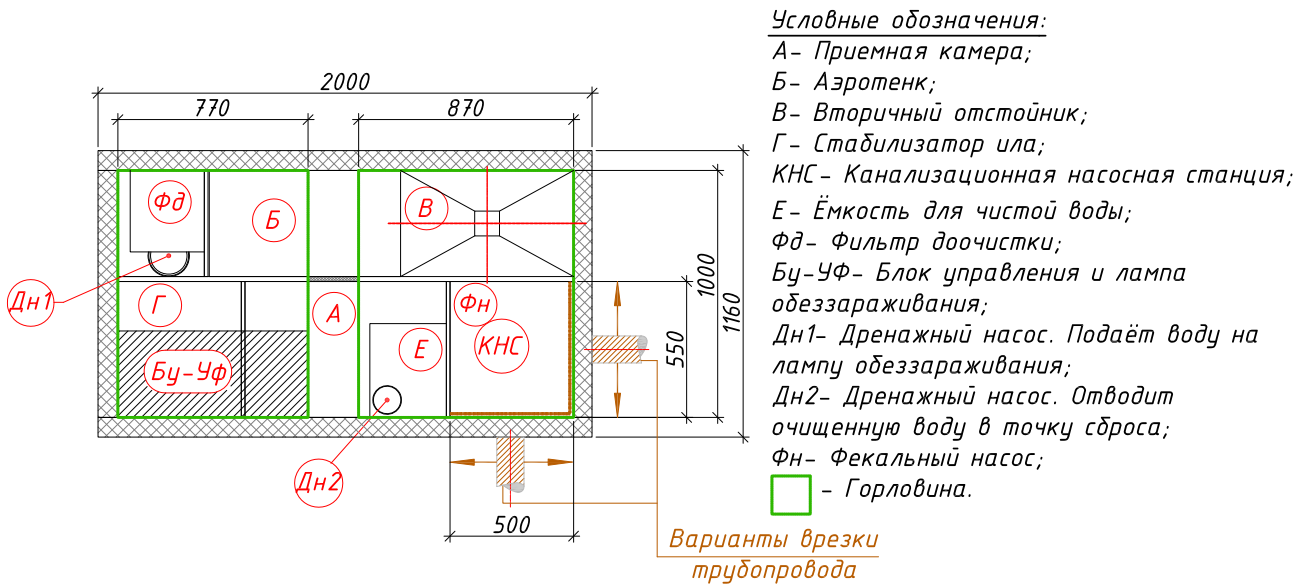 Условные обозначения:
А- Приемная камера;
Б- Аэротенк;
В- Вторичный отстойник;
Г- Стабилизатор ила;
КНС- Канализационная насосная станция;
Е- Ёмкость для чистой воды;
Фд- Фильтр доочистки;
Бу-УФ- Блок управления и лампа
обеззараживания;
Дн1- Дренажный насос. Подаёт воду на
лампу обеззараживания;
Дн2- Дренажный насос. Отводит
очищенную воду в точку сброса;
Фн- Фекальный насос;
- Горловина.
2000
770
870
Фд
Б
В
Дн1
Г
А
Фн
КНС
Е
Бу-Уф
Дн2
550
1000
1160
500
Варианты врезки
трубопровода